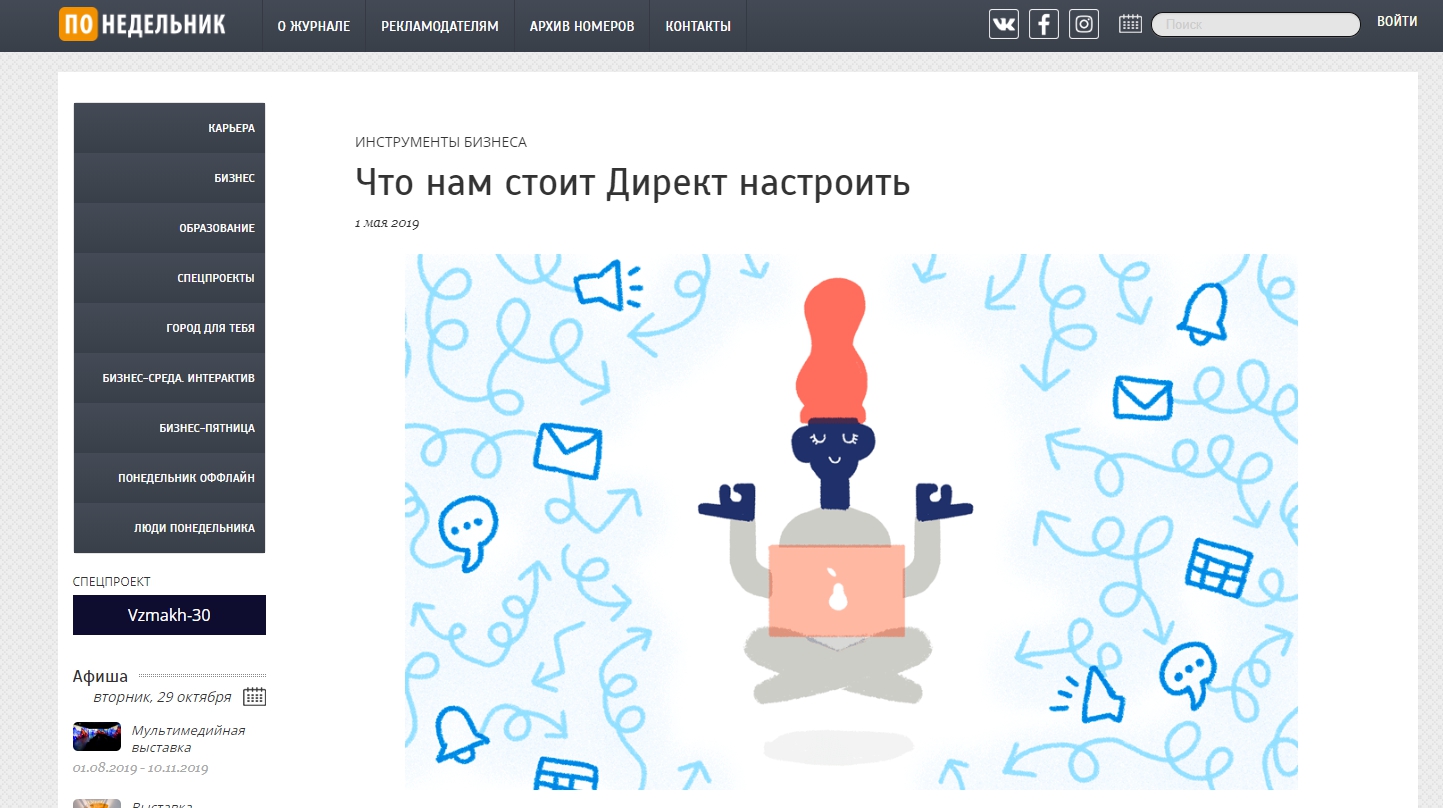 ПОНЕДЕЛЬНИК
О ЖУРНАЛЕ
РЕКЛАМОДАТЕЛЯМ
АРХИВ НОМЕРОВ
КОНТАКТЫ
Поиск
ВОЙТИ
КАРЬЕРА
БИЗНЕС
ОБРАЗОВАНИЕ
СПЕЦПРОЕКТЫ
ГОРОД ДЛЯ ТЕБЯ
БИЗНЕС-СРЕДА. ИНТЕРАКТИВ
БИЗНЕС-ПЯТНИЦА
ПОНЕДЕЛЬНИК ОФФЛАЙН
ЛЮДИ ПОНЕДЕЛЬНИКА
СПЕЦПРОЕКТ
Vzmakh-30
Афиша
вторник, 29 октября
Мультимедийная
выставка
01.08.2019 - 10.11.2019
Выставка
ИНСТРУМЕНТЫ БИЗНЕСА
Что нам стоит Директ настроить
1 мая 2019